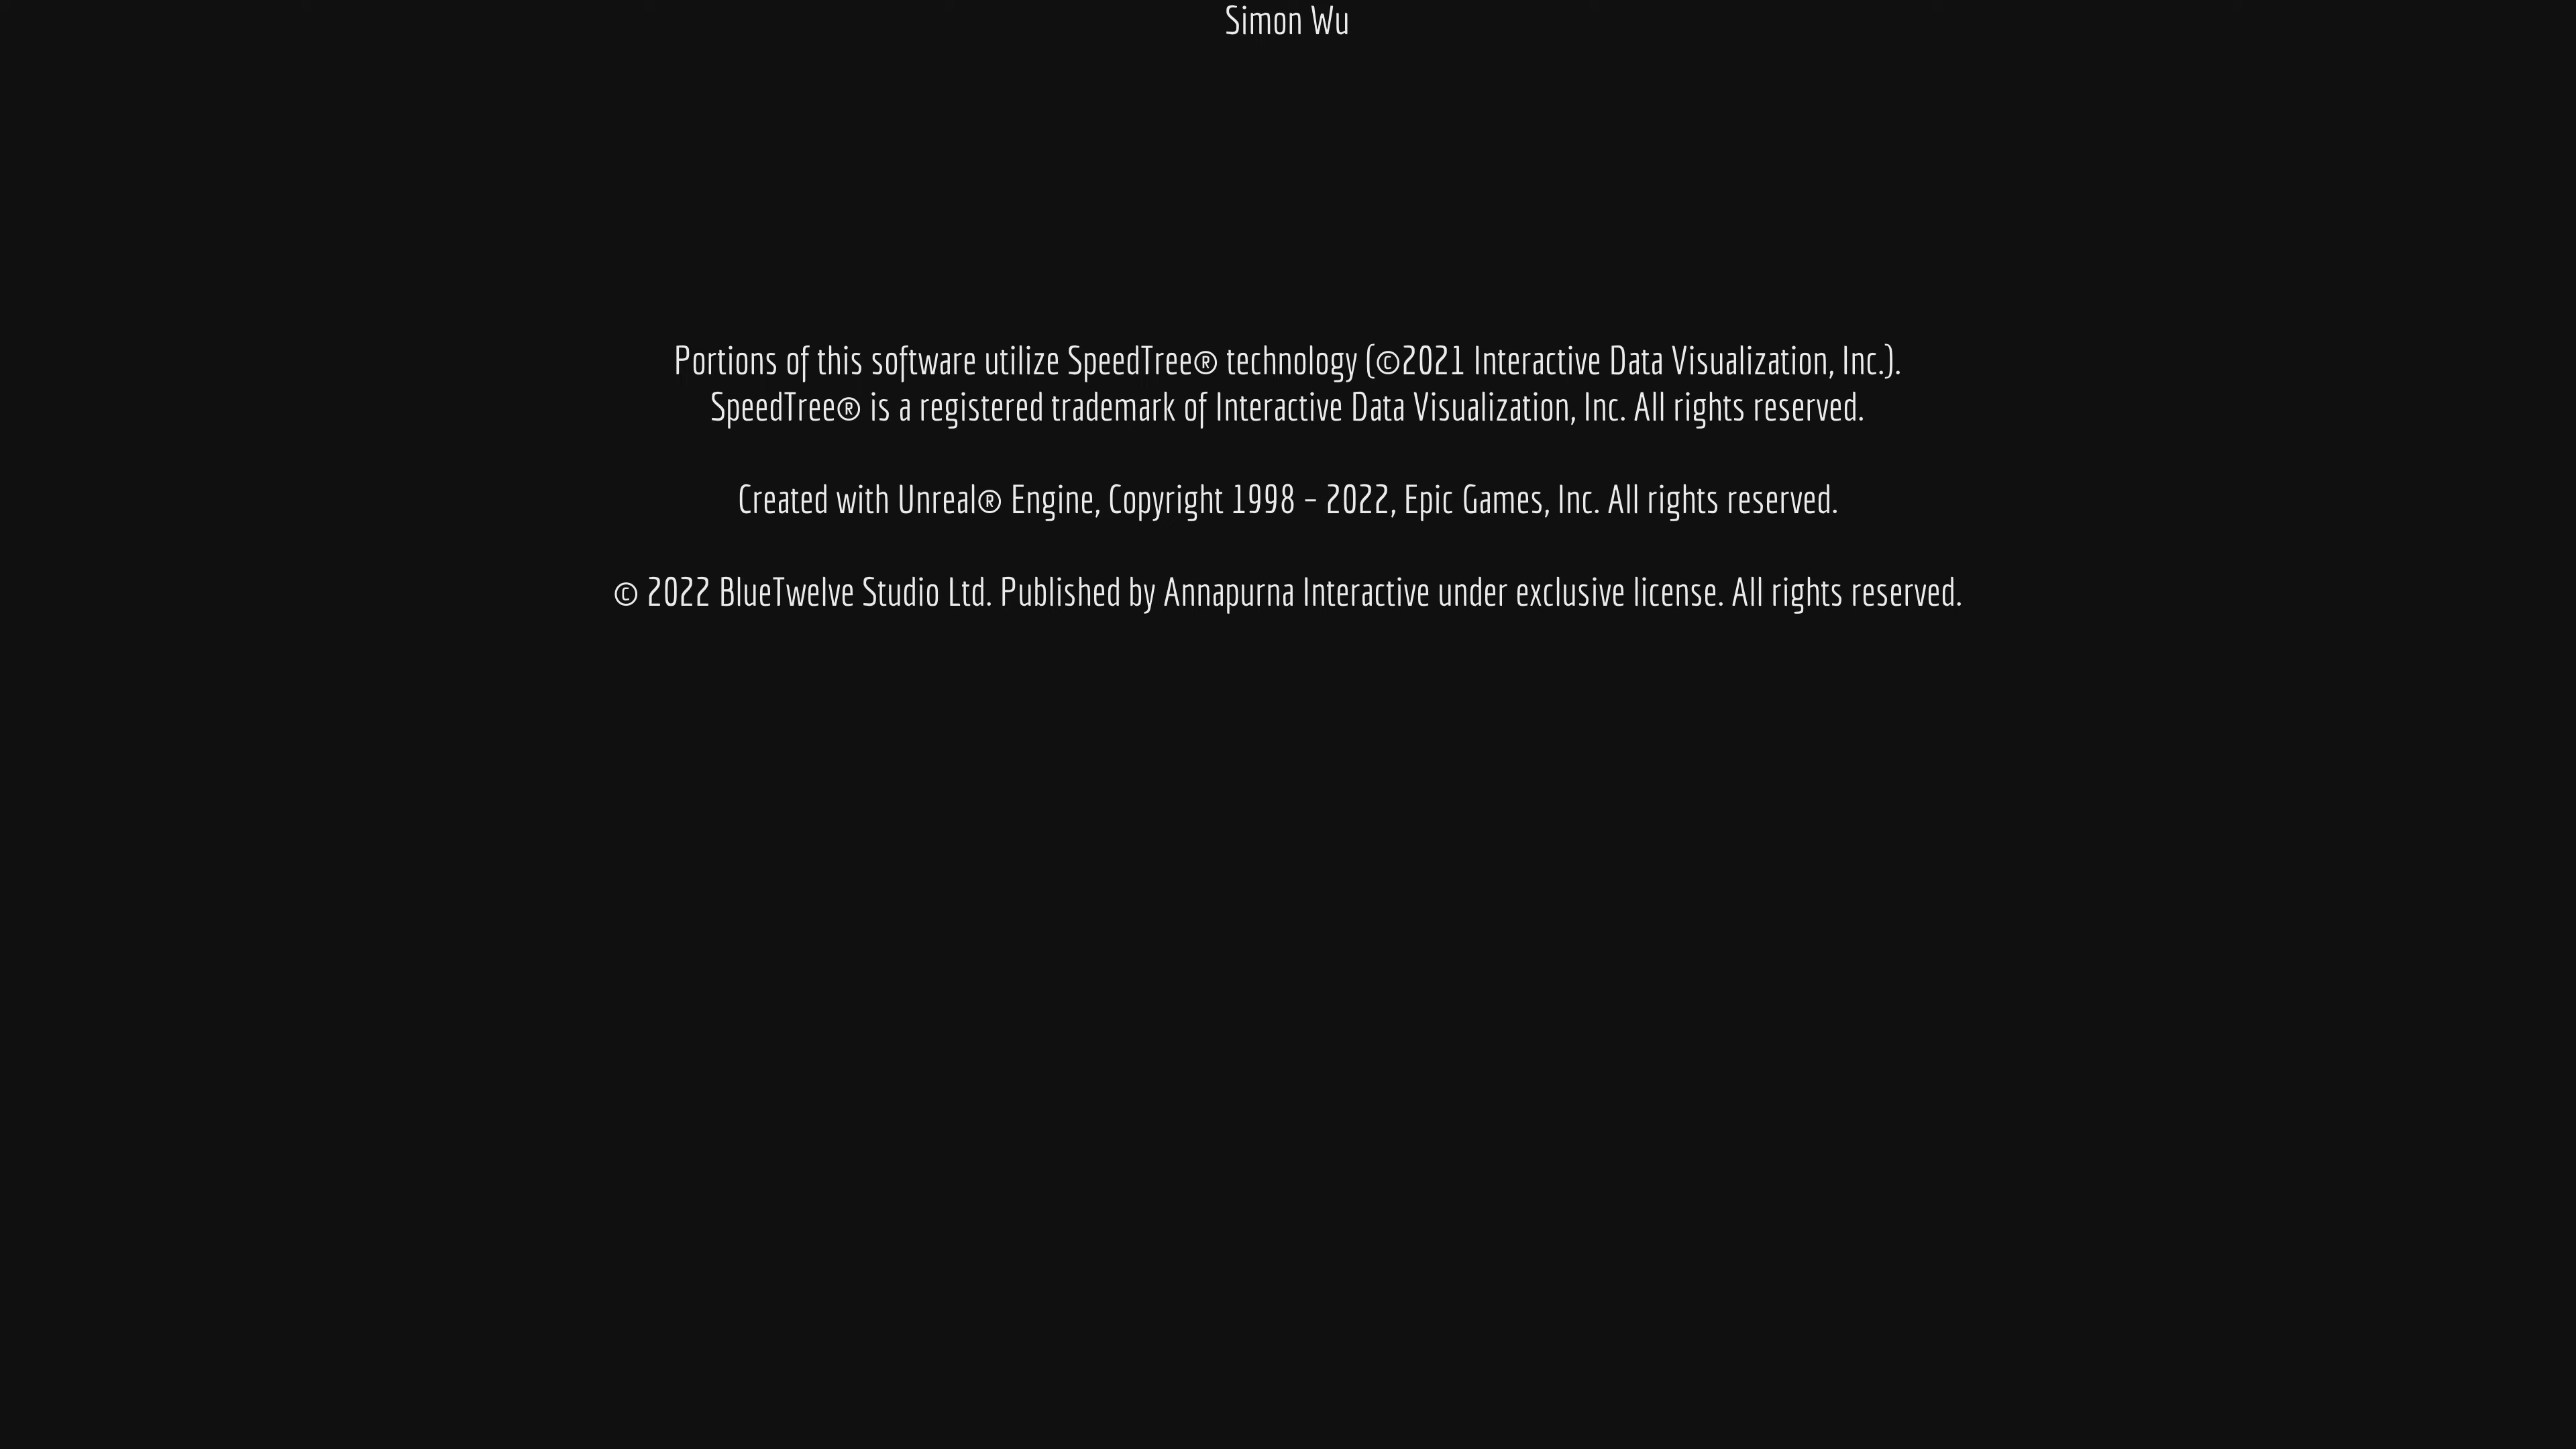 Simon Wu
Portions of this software utilize SpeedTree® technology (©2021 Interactive Data Visualization, Inc.).
SpeedTree® is a registered trademark of Interactive Data Visualization, Inc. All rights reserved.
Created with Unreal® Engine, Copyright 1998 – 2022, Epic Games, Inc. All rights reserved.
© 2022 BlueTwelve Studio Ltd. Published by Annapurna Interactive under exclusive license. All rights reserved.